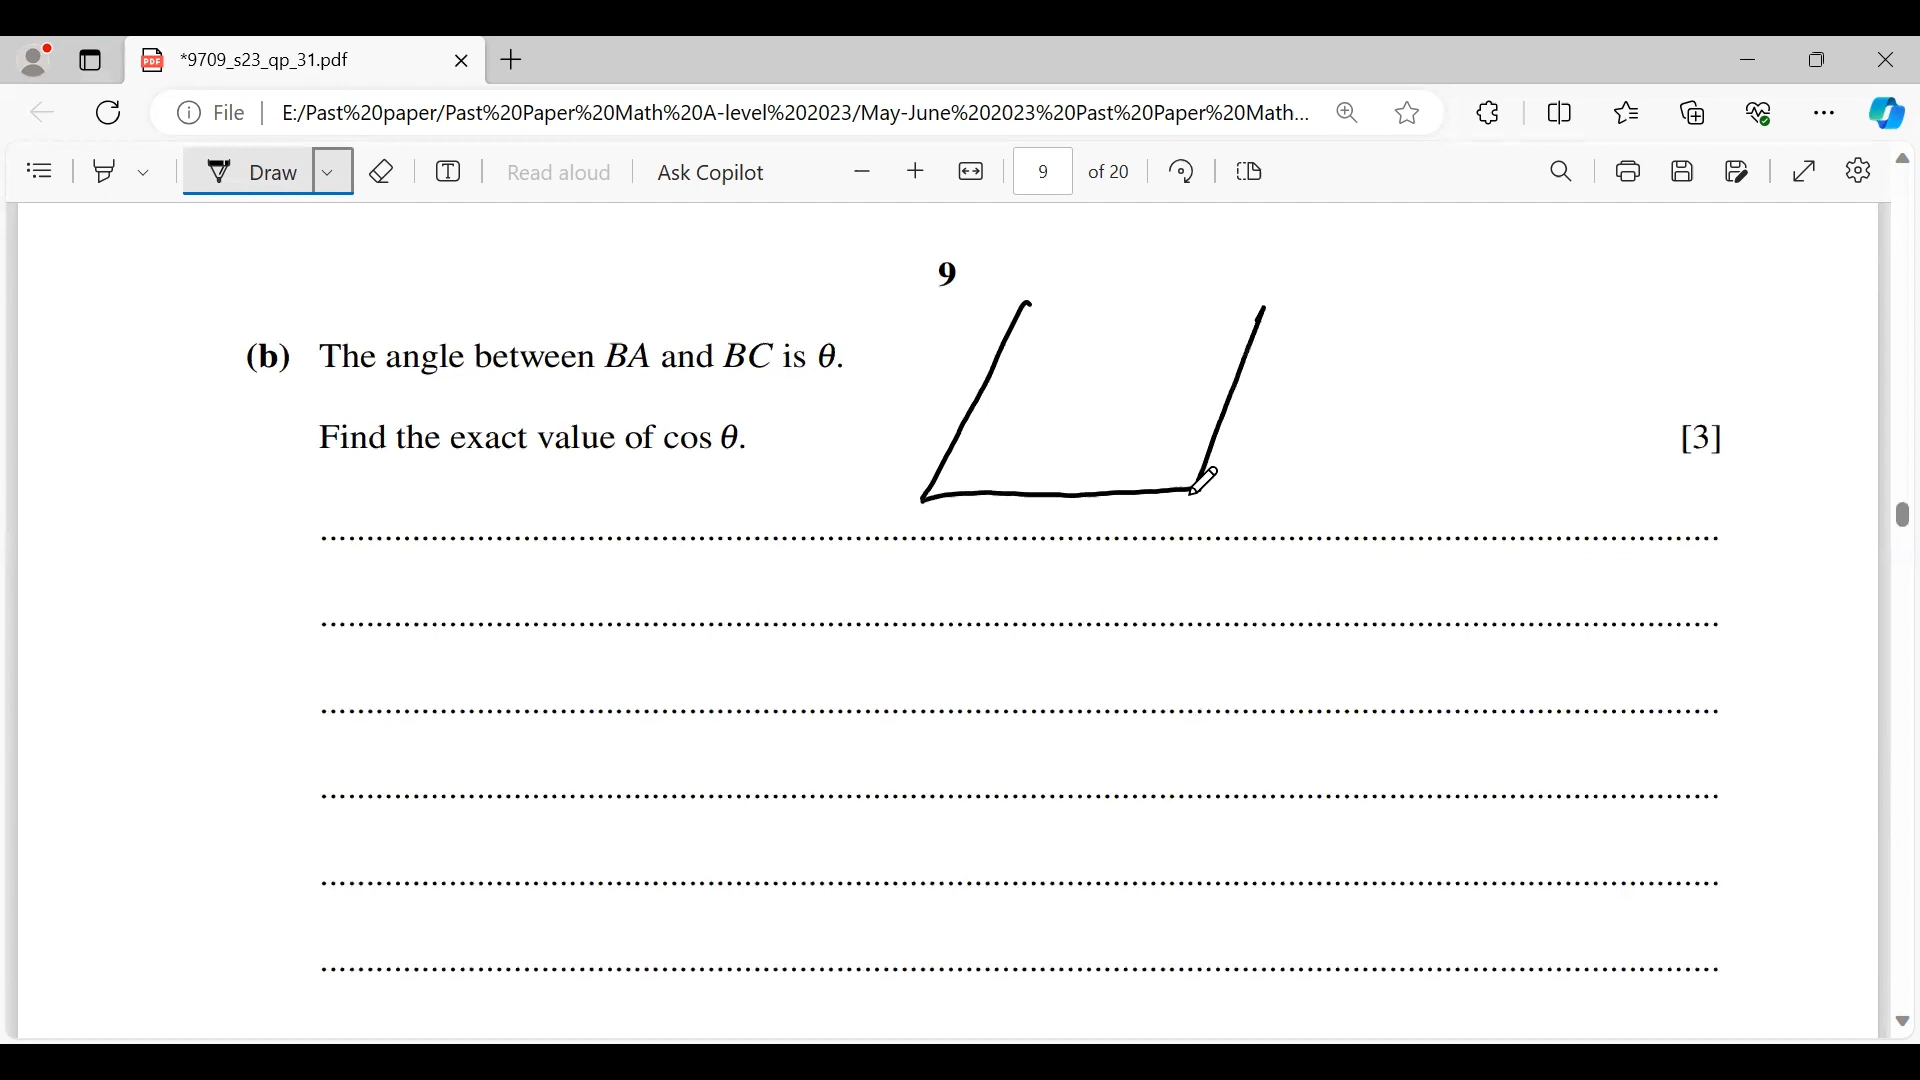 *9709_s23_qp_31.pdf
File E:/Past%20paper/Past%20Paper%20Math%20A-level%202023/May-June%202023%20Past%20Paper%20Math...
Draw Read aloud Ask Copilot 9 of 20
9
(b) The angle between BA and BC is θ.
Find the exact value of cos θ. [3]